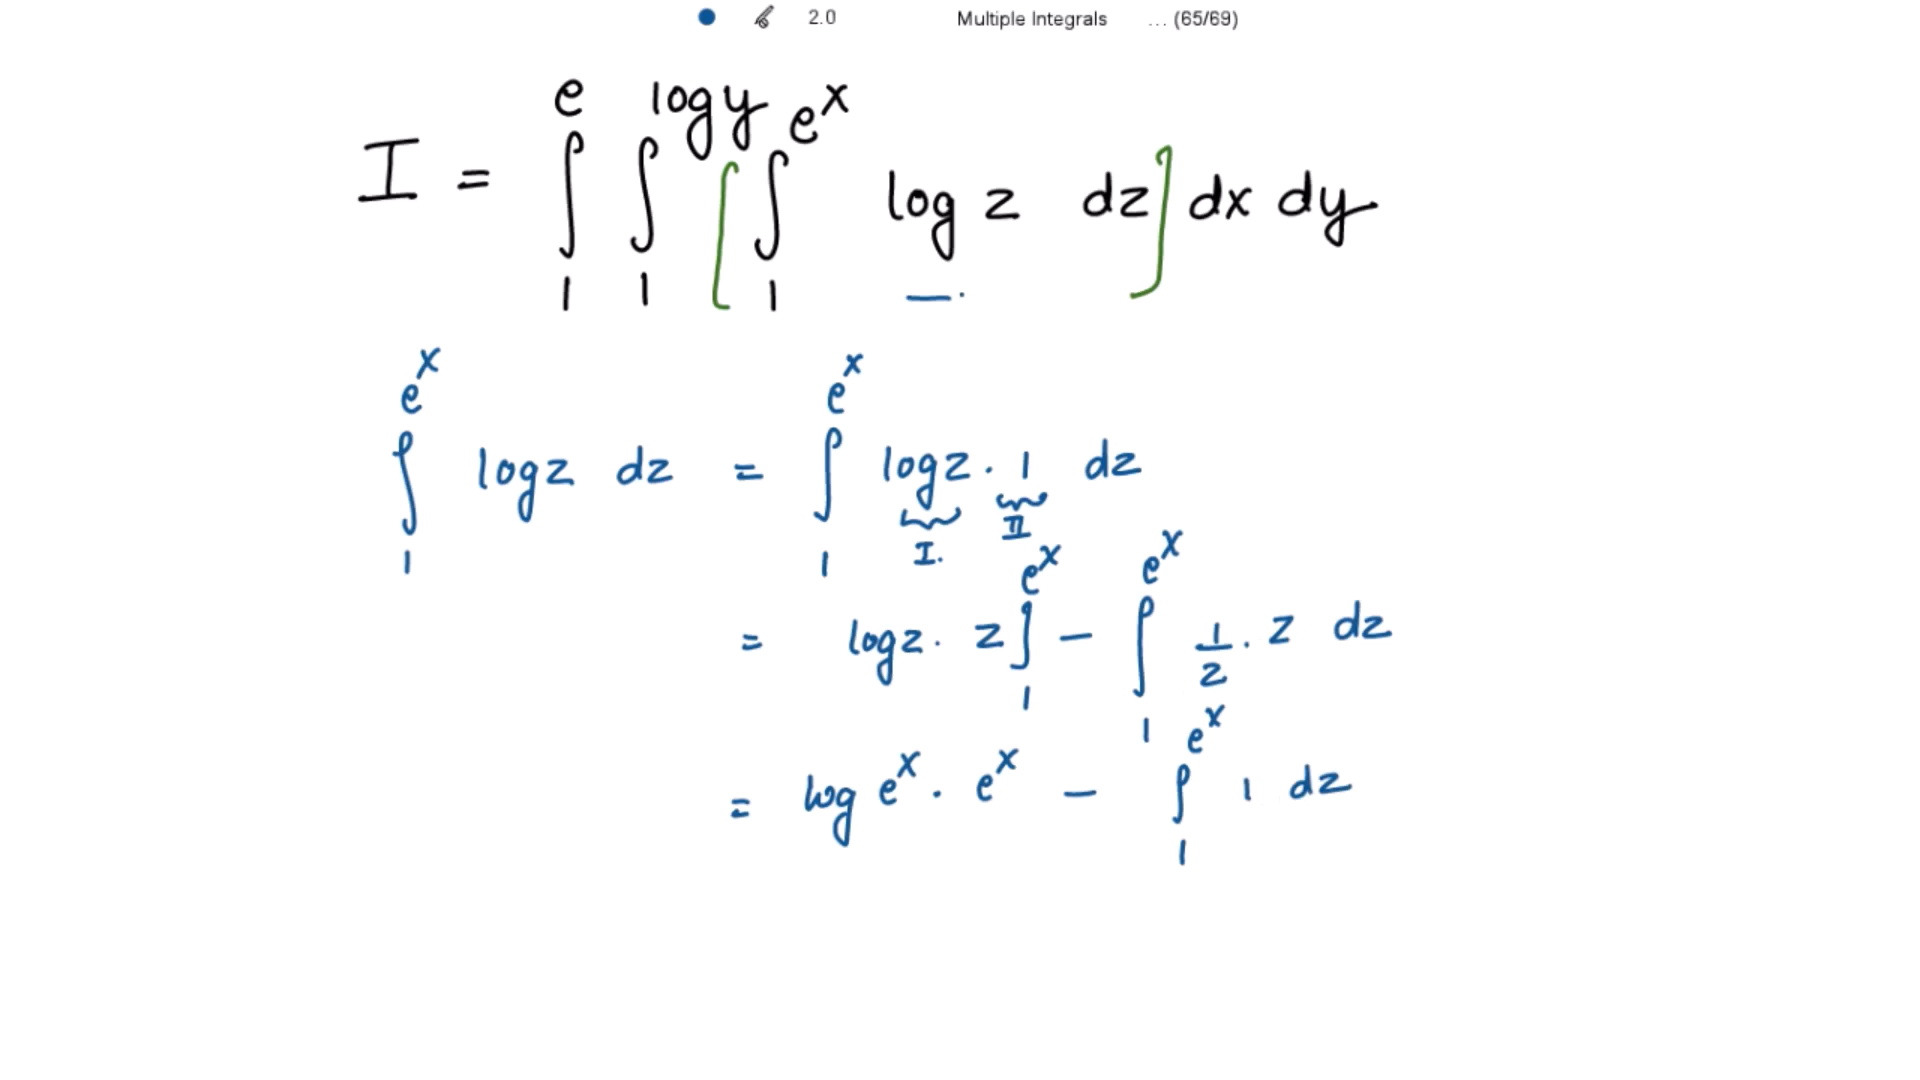 2.0 Multiple Integrals ... (65/69)
I = ∫₁^e ∫₁^{log y} [∫₁^{e^x} log z dz] dx dy
∫₁^{e^x} log z dz = ∫₁^{e^x} log z . 1 dz
I. II
= log z . z]₁^{e^x} − ∫₁^{e^x} 1/z . z dz
= log e^x . e^x − ∫₁^{e^x} 1 dz